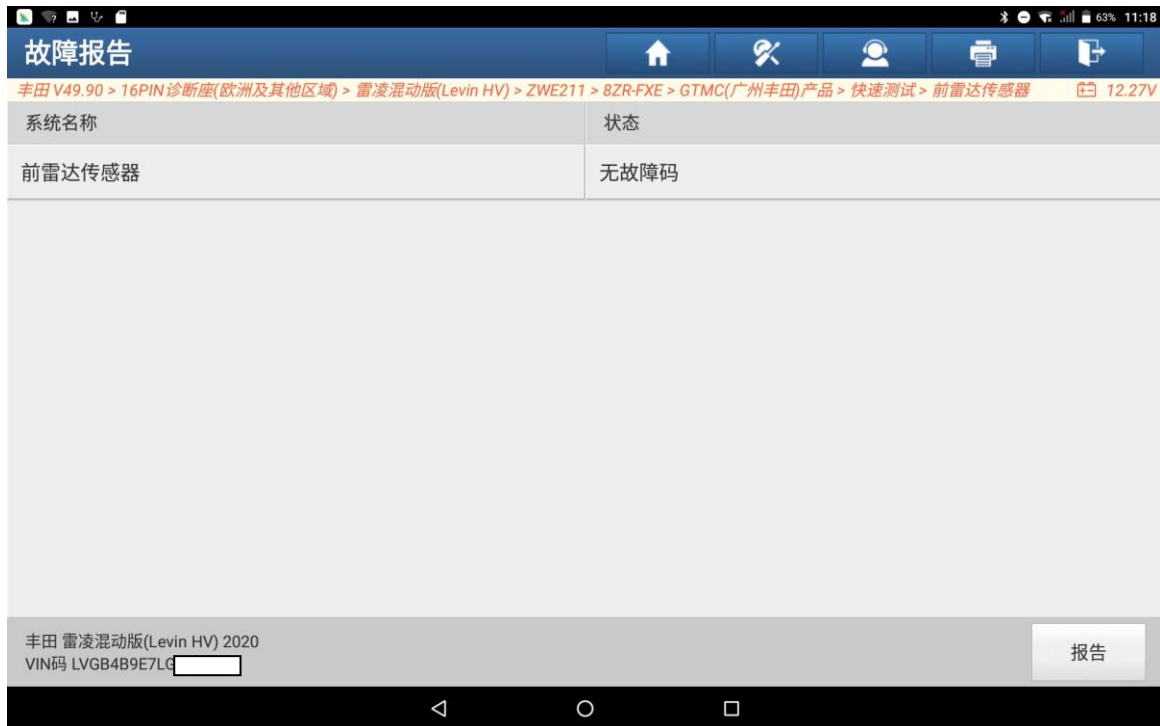 63% 11:18
故障报告
丰田 V49.90 > 16PIN诊断座(欧洲及其他区域) > 雷凌混动版(Levin HV) > ZWE211 > 8ZR-FXE > GTMC(广州丰田)产品 > 快速测试 > 前雷达传感器 12.27V
系统名称 状态
前雷达传感器 无故障码
丰田 雷凌混动版(Levin HV) 2020
VIN码 LVGB4B9E7LG
报告